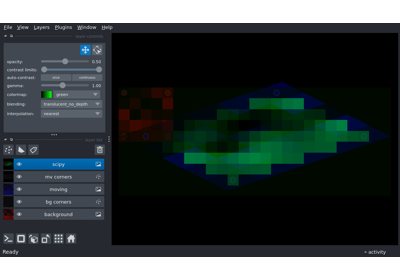 File View Layers Plugins Window Help
opacity: 0.50
contrast limits:
auto-contrast: once continuous
gamma: 1.00
colormap: green
blending: translucent_no_depth
interpolation: nearest
scipy
mv corners
moving
bg corners
background
Ready activity